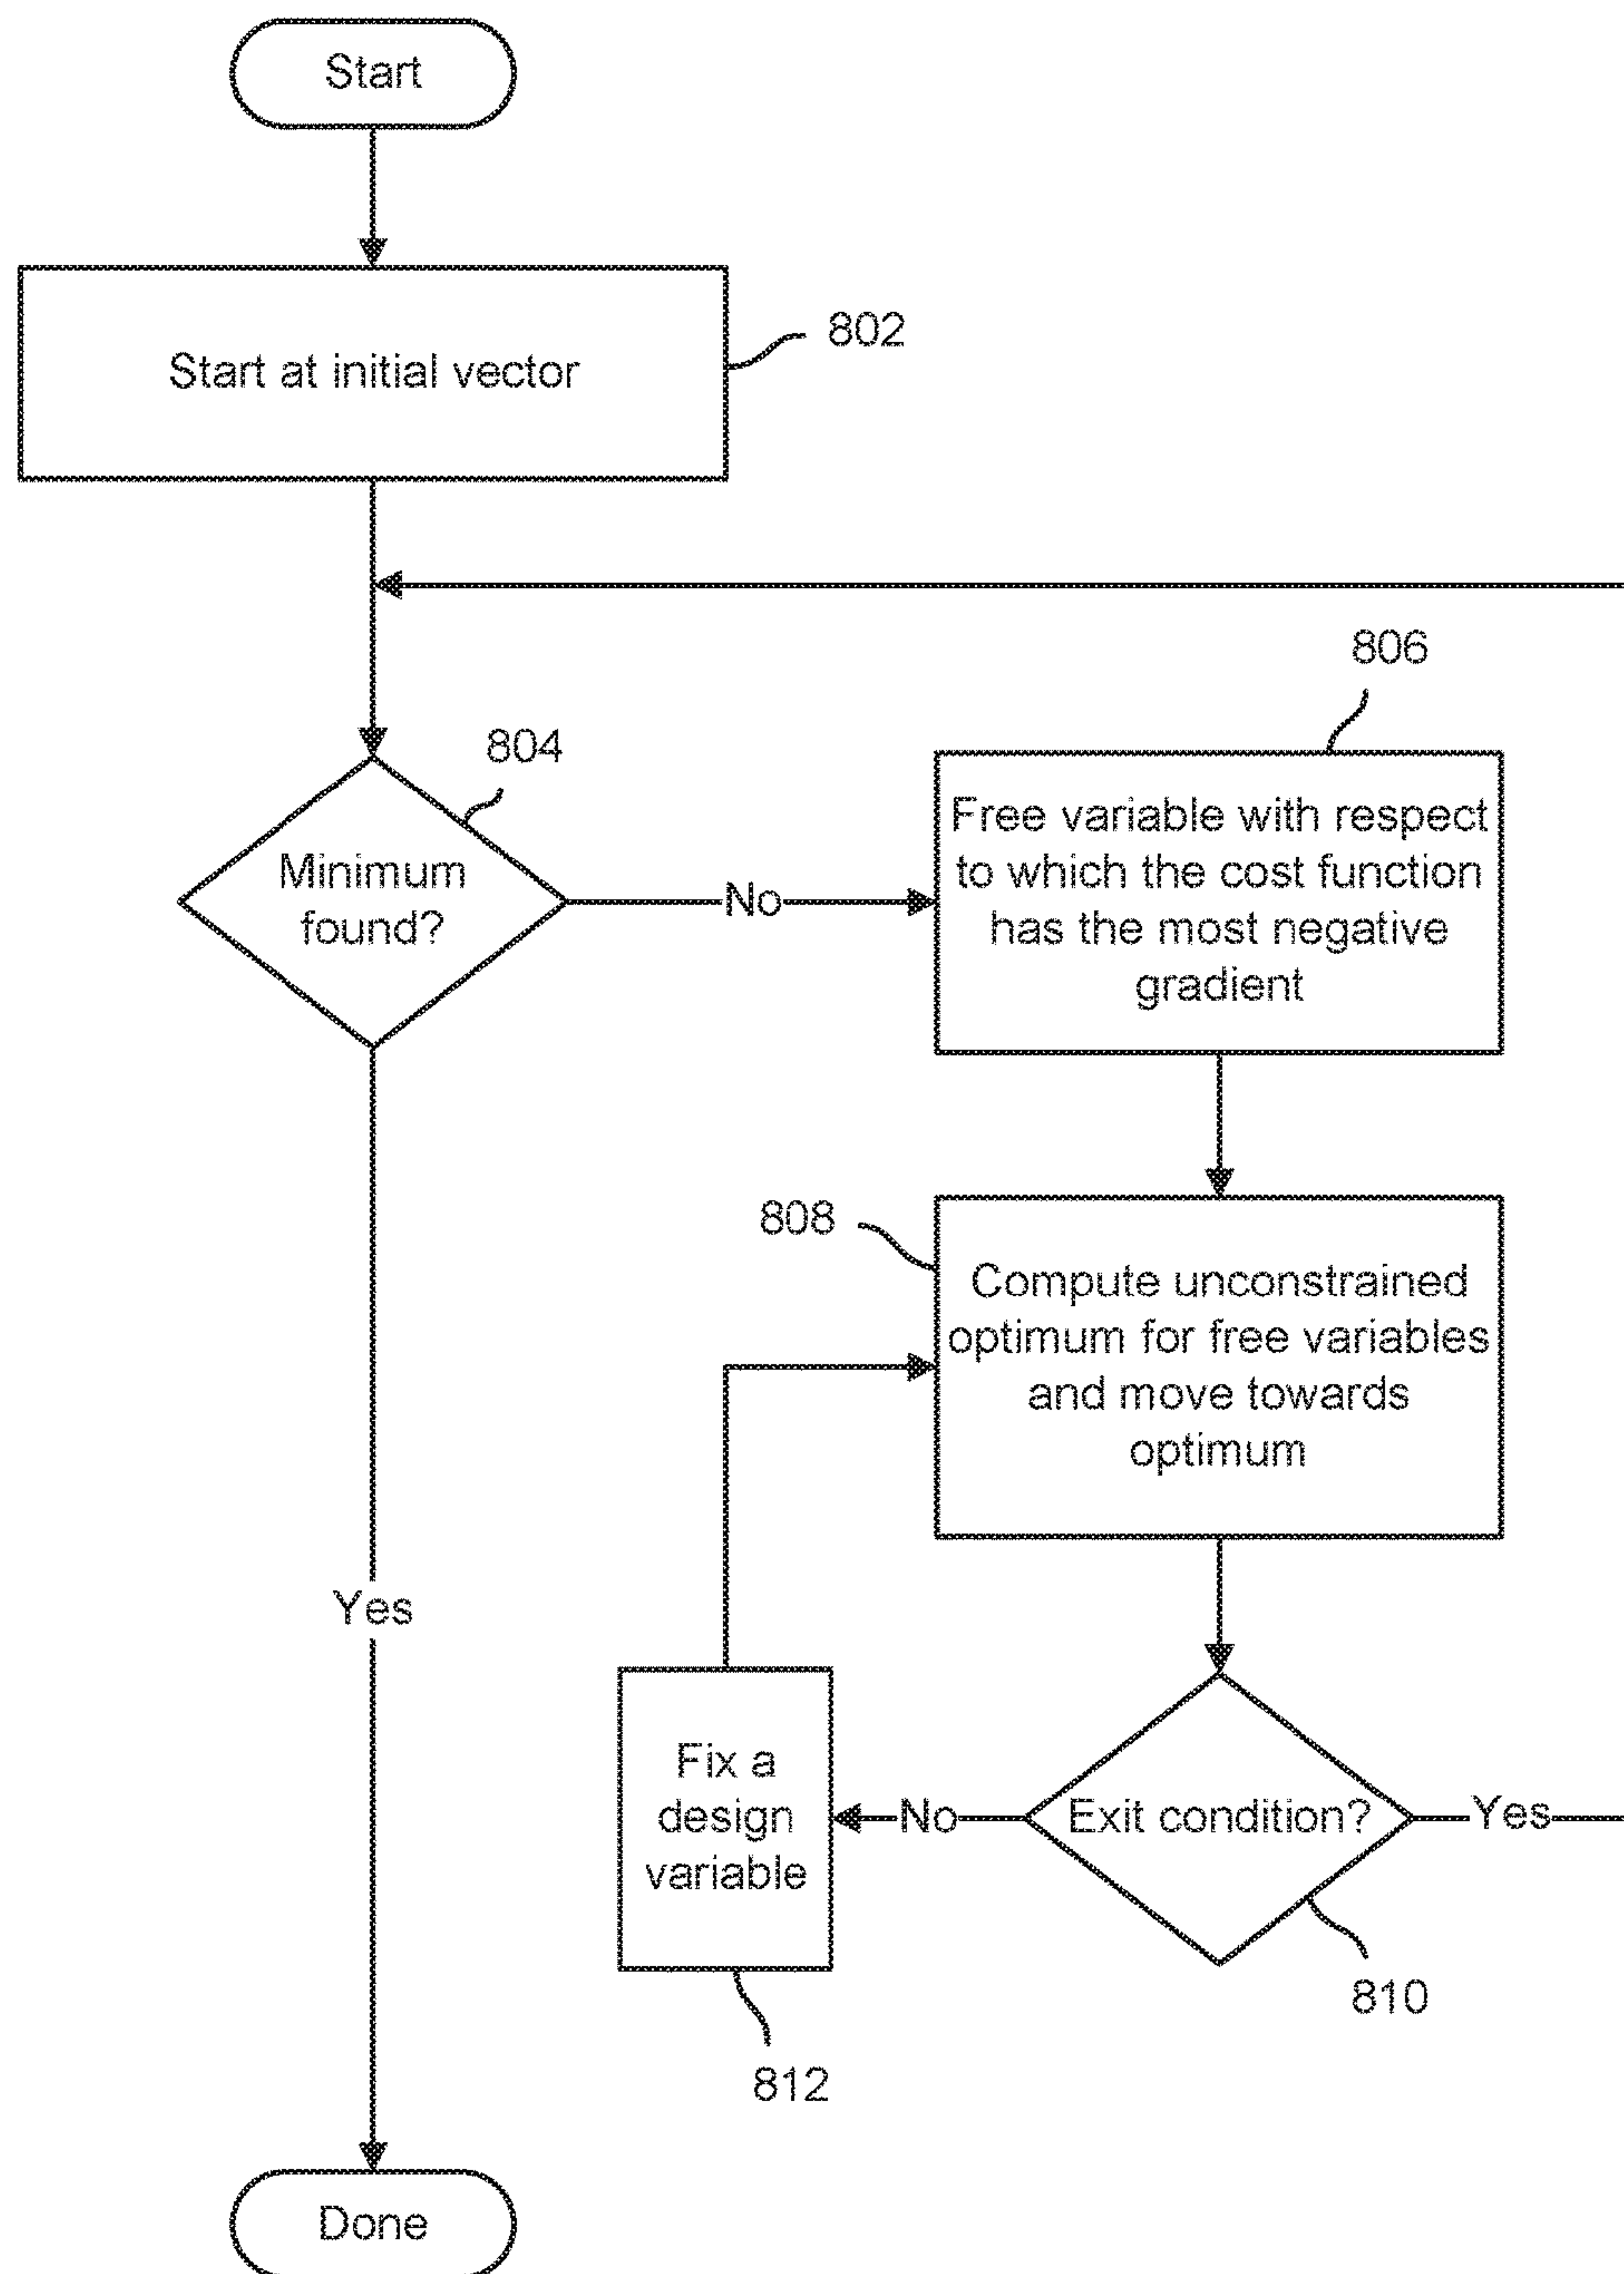 Start
Start at initial vector
802
806
804
Minimum
found?
No
Free variable with respect
to which the cost function
has the most negative
gradient
808
Compute unconstrained
optimum for free variables
and move towards
optimum
Yes
Fix a
design
variable
No
Exit condition?
Yes
810
812
Done